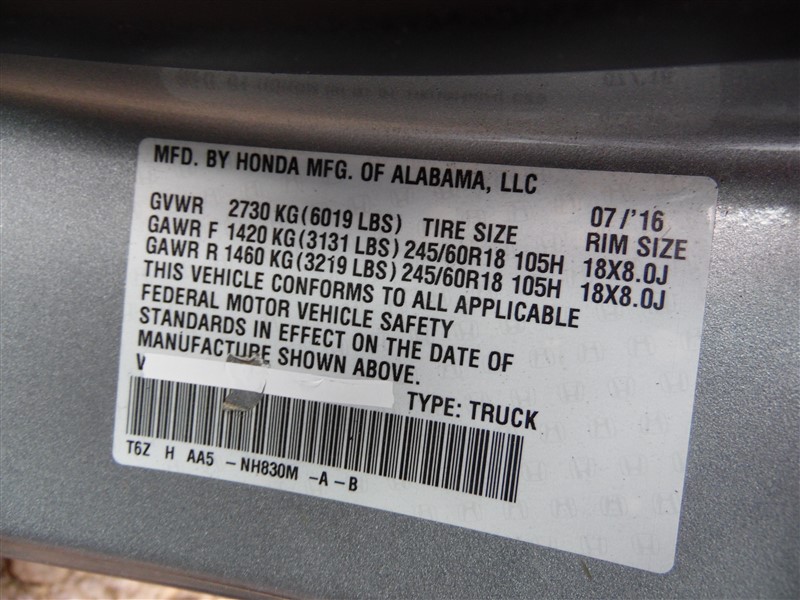 MFD. BY HONDA MFG. OF ALABAMA, LLC
GVWR 2730 KG(6019 LBS) TIRE SIZE 07/'16
GAWR F 1420 KG(3131 LBS) 245/60R18 105H RIM SIZE
GAWR R 1460 KG(3219 LBS) 245/60R18 105H 18X8.0J
18X8.0J
THIS VEHICLE CONFORMS TO ALL APPLICABLE
FEDERAL MOTOR VEHICLE SAFETY
STANDARDS IN EFFECT ON THE DATE OF
MANUFACTURE SHOWN ABOVE.
V
TYPE: TRUCK
T6Z H AA5 -NH830M -A-B